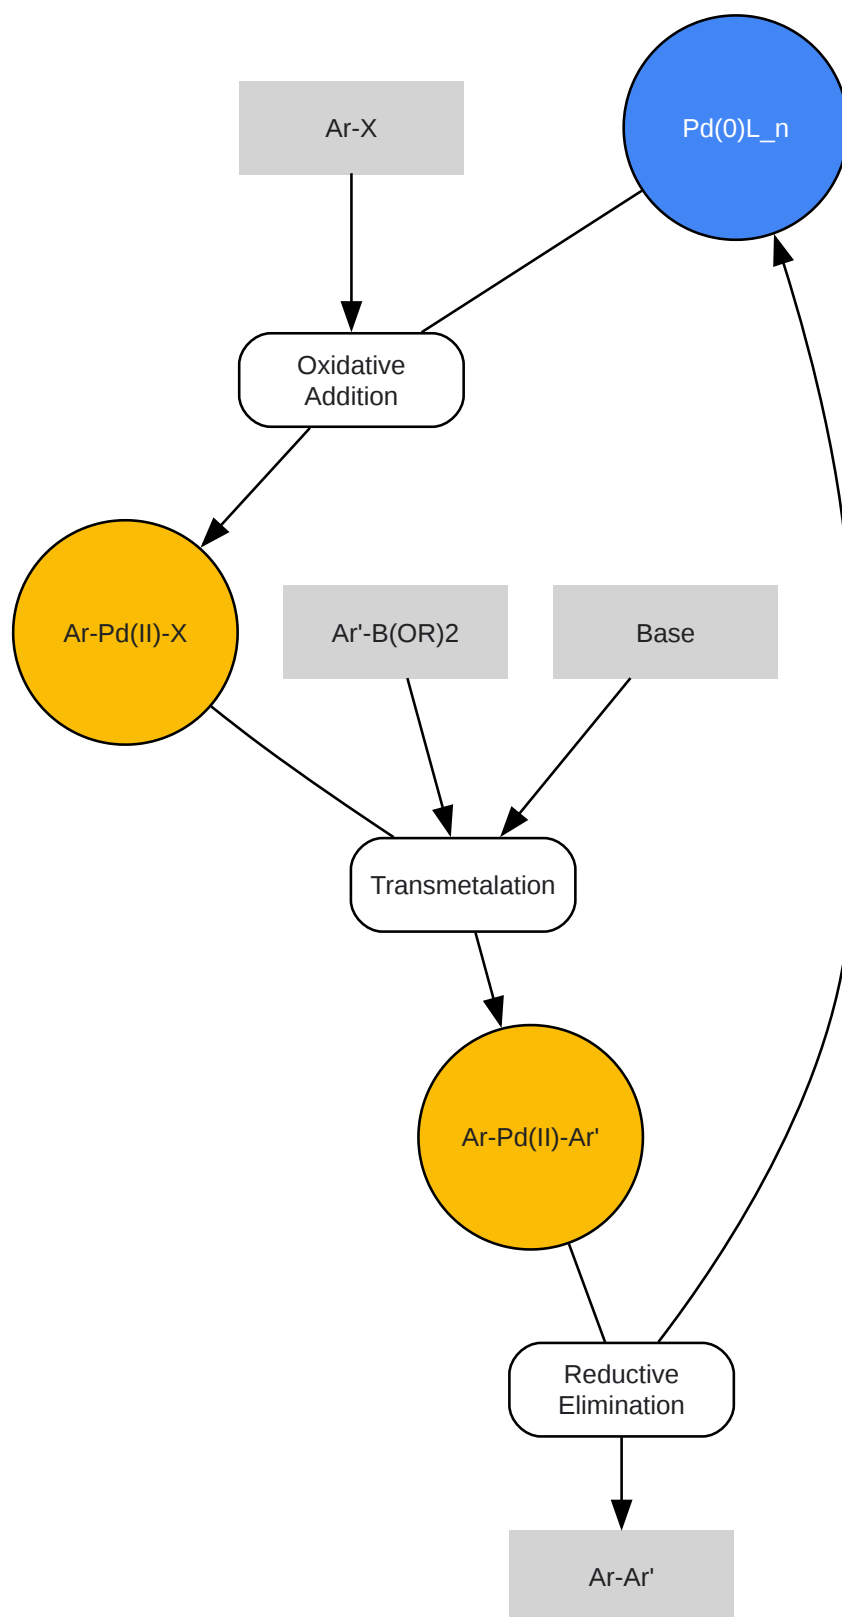 Ar-X
Pd(0)L_n
Oxidative
Addition
Ar-Pd(II)-X
Ar'-B(OR)2
Base
Transmetalation
Ar-Pd(II)-Ar'
Reductive
Elimination
Ar-Ar'